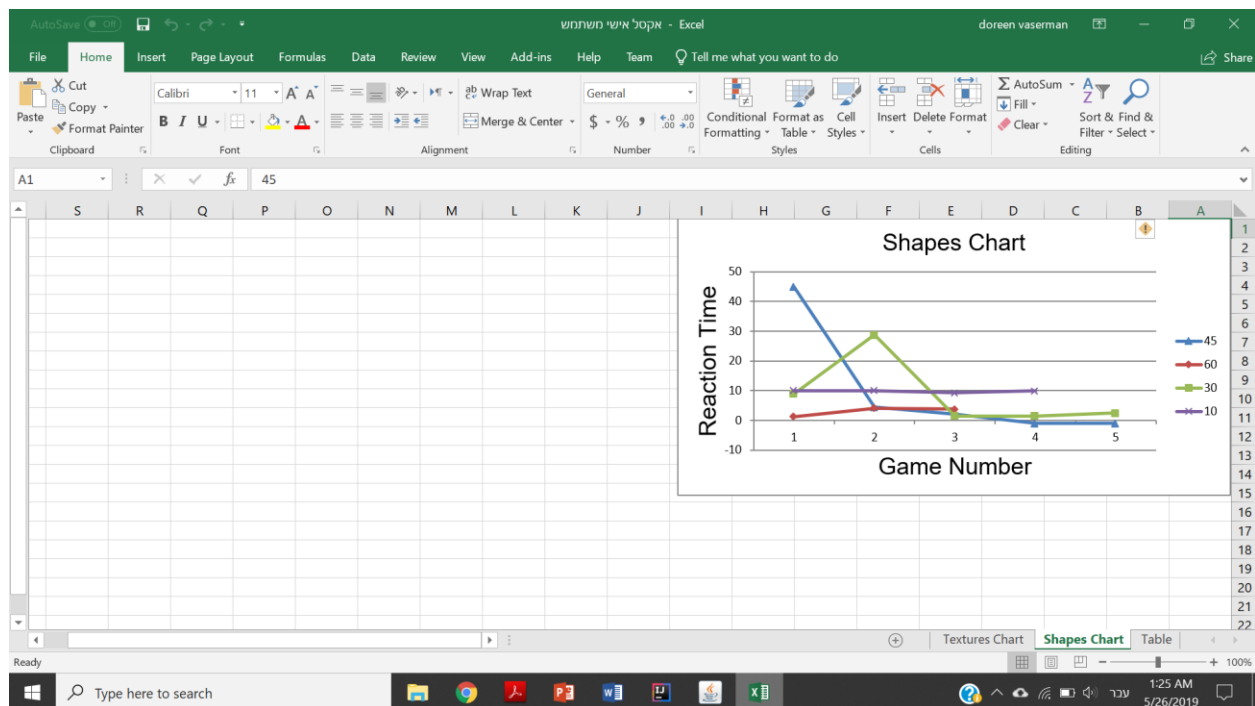 AutoSave Off אקסל אישי משתמש - Excel doreen vaserman
File Home Insert Page Layout Formulas Data Review View Add-ins Help Team Tell me what you want to do Share
Paste
Cut
Copy
Format Painter
Clipboard
Calibri 11 A A
B I U A
Font
Wrap Text
Merge & Center
Alignment
General
$ % , .0 .00 .00 .0
Number
Conditional Formatting
Format as Table
Cell Styles
Styles
Insert Delete Format
Cells
AutoSum
Fill
Clear
Sort & Filter
Find & Select
Editing
A1 fx 45
S R Q P O N M L K J I H G F E D C B A
1
2
3
4
5
6
7
8
9
10
11
12
13
14
15
16
17
18
19
20
21
22
Shapes Chart
Reaction Time
50
40
30
20
10
0
-10
1 2 3 4 5
Game Number
45
60
30
10
Textures Chart Shapes Chart Table
Ready 100%
Type here to search
עבר
1:25 AM
5/26/2019